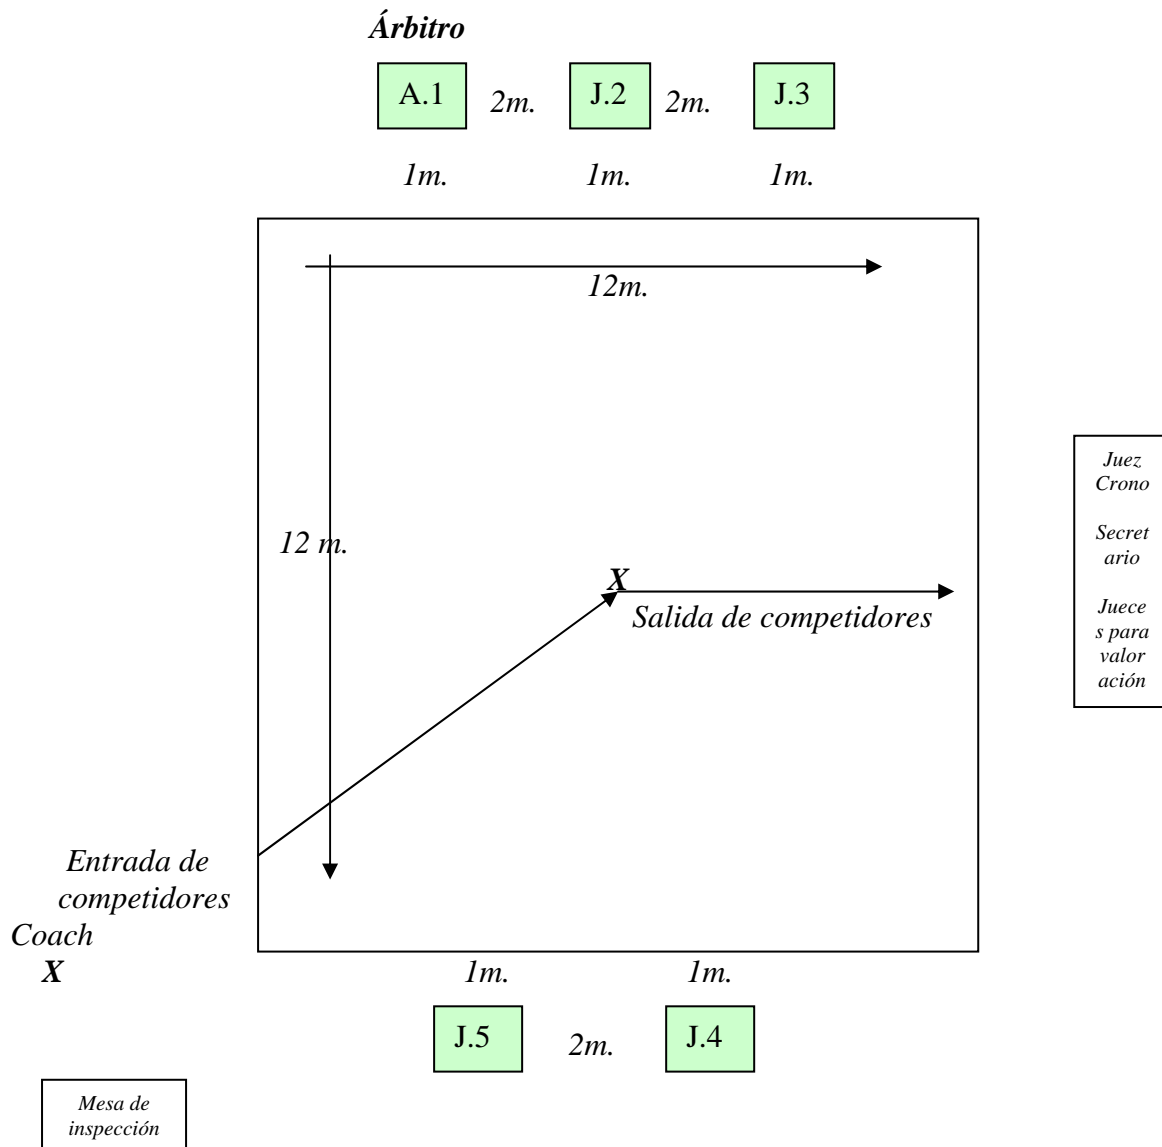 Árbitro
A.1 2m. J.2 2m. J.3
1m. 1m. 1m.
12m.
12 m.
X
Salida de competidores
Juez
Crono
Secret
ario
Juece
s para
valor
ación
Entrada de
competidores
Coach
X
1m. 1m.
J.5 2m. J.4
Mesa de
inspección